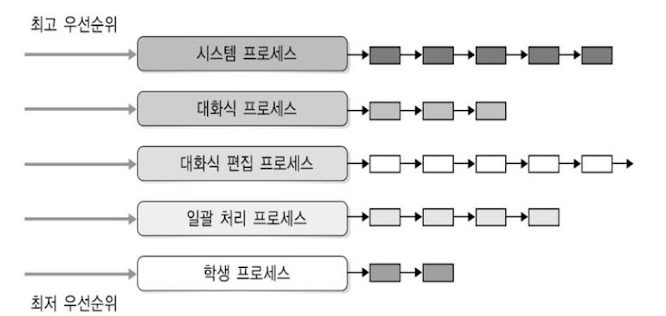 최고 우선순위
시스템 프로세스
대화식 프로세스
대화식 편집 프로세스
일괄 처리 프로세스
학생 프로세스
최저 우선순위